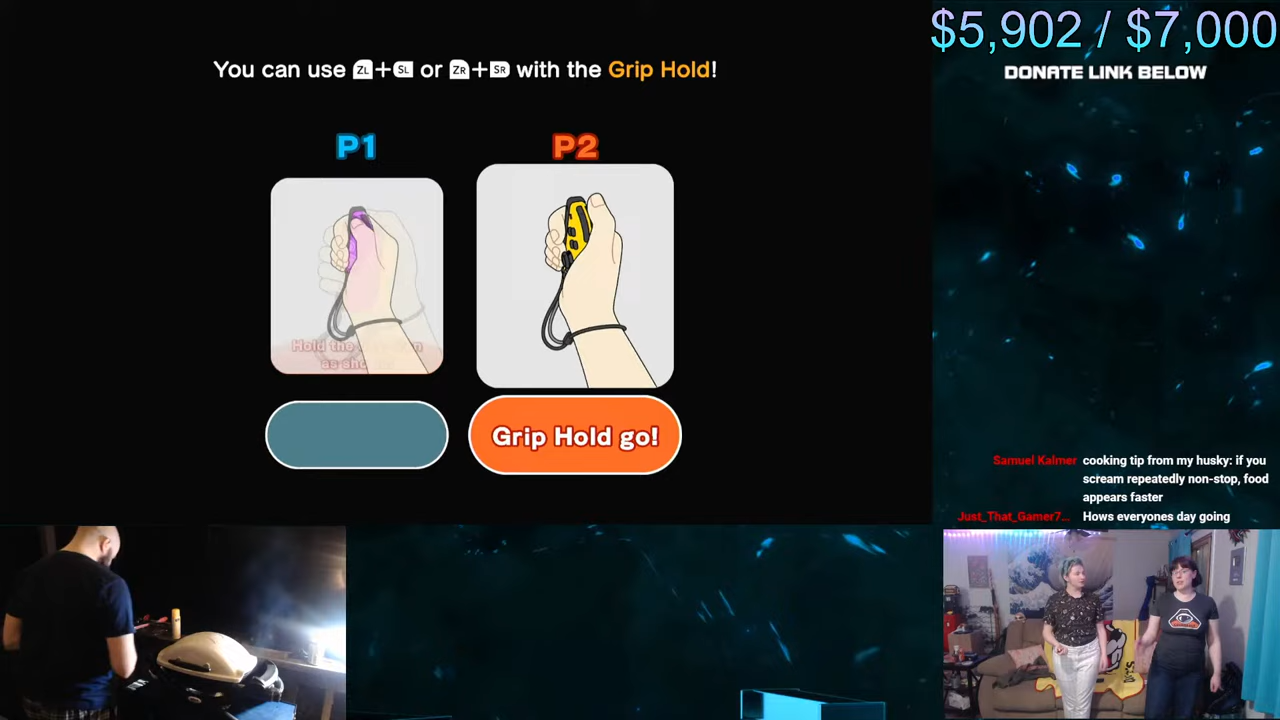 $5,902 / $7,000
DONATE LINK BELOW
You can use ZL+SL or ZR+SR with the Grip Hold!
P1
P2
Grip Hold go!
Samuel Kalmer cooking tip from my husky: if you
scream repeatedly non-stop, food
appears faster
Just_That_Gamer7... Hows everyones day going